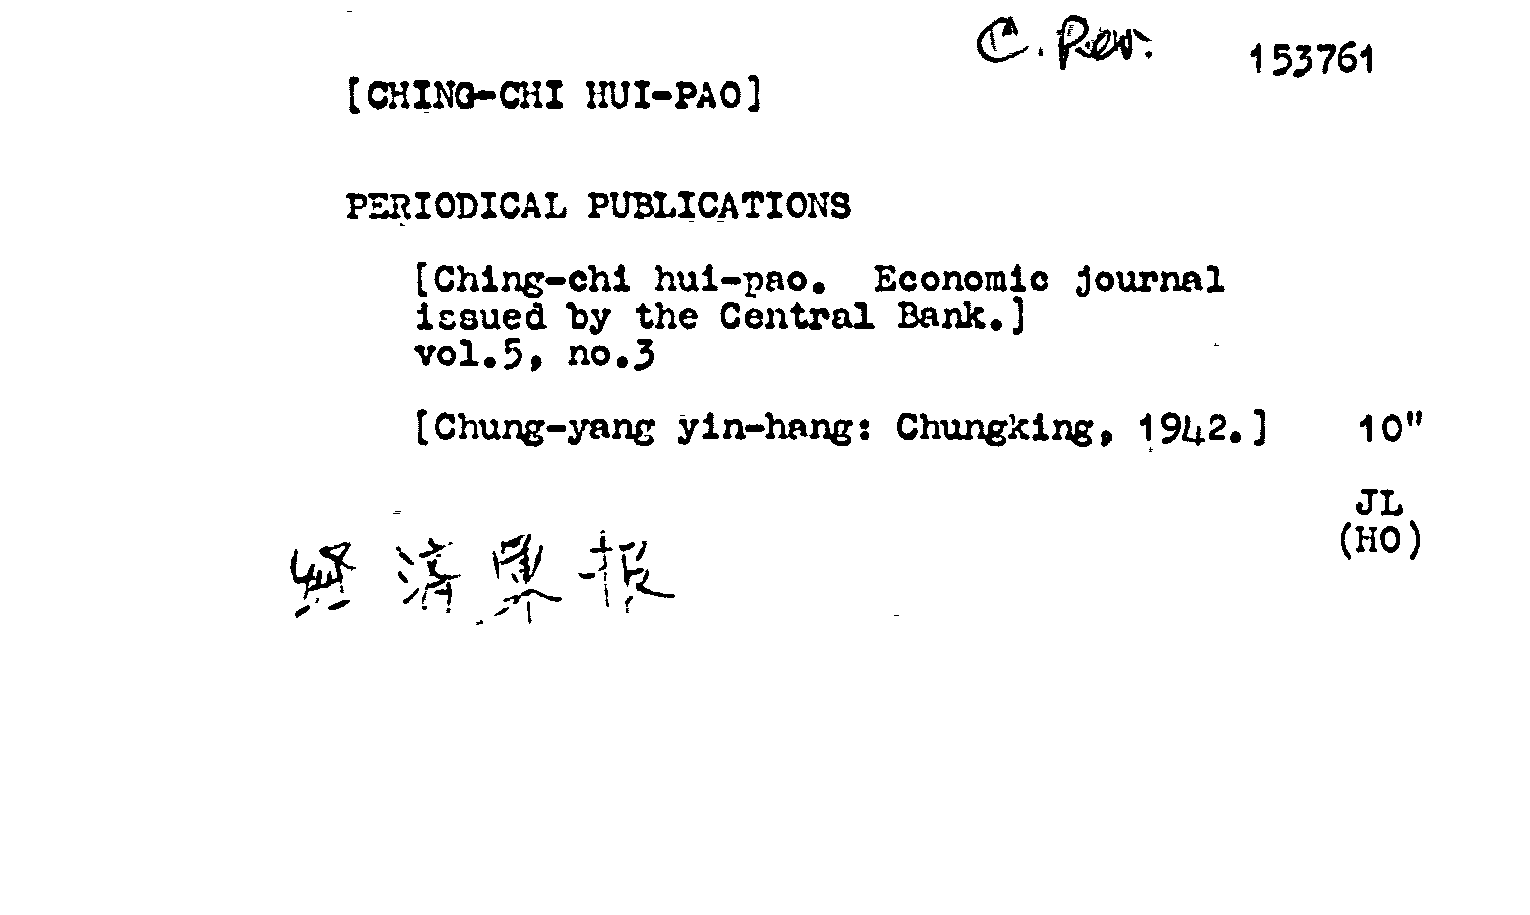 C. Rev. 153761
[CHING-CHI HUI-PAO]
PERIODICAL PUBLICATIONS
[Ching-chi hui-pao. Economic journal
issued by the Central Bank.]
vol.5, no.3
[Chung-yang yin-hang: Chungking, 1942.] 10"
JL
(HO)
經濟彙報